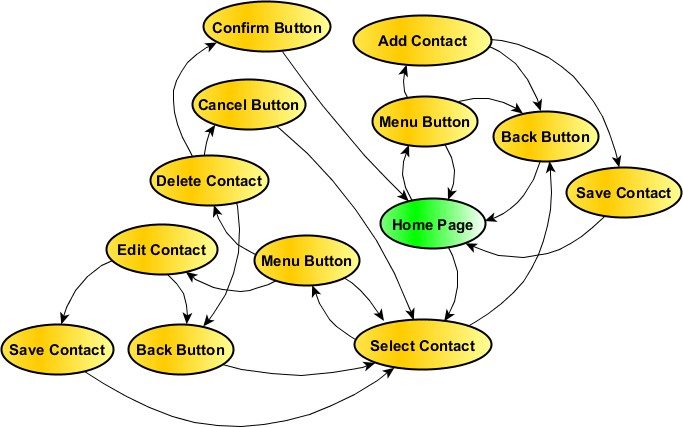 Confirm Button
Add Contact
Cancel Button
Menu Button
Back Button
Delete Contact
Save Contact
Home Page
Edit Contact
Menu Button
Save Contact
Back Button
Select Contact